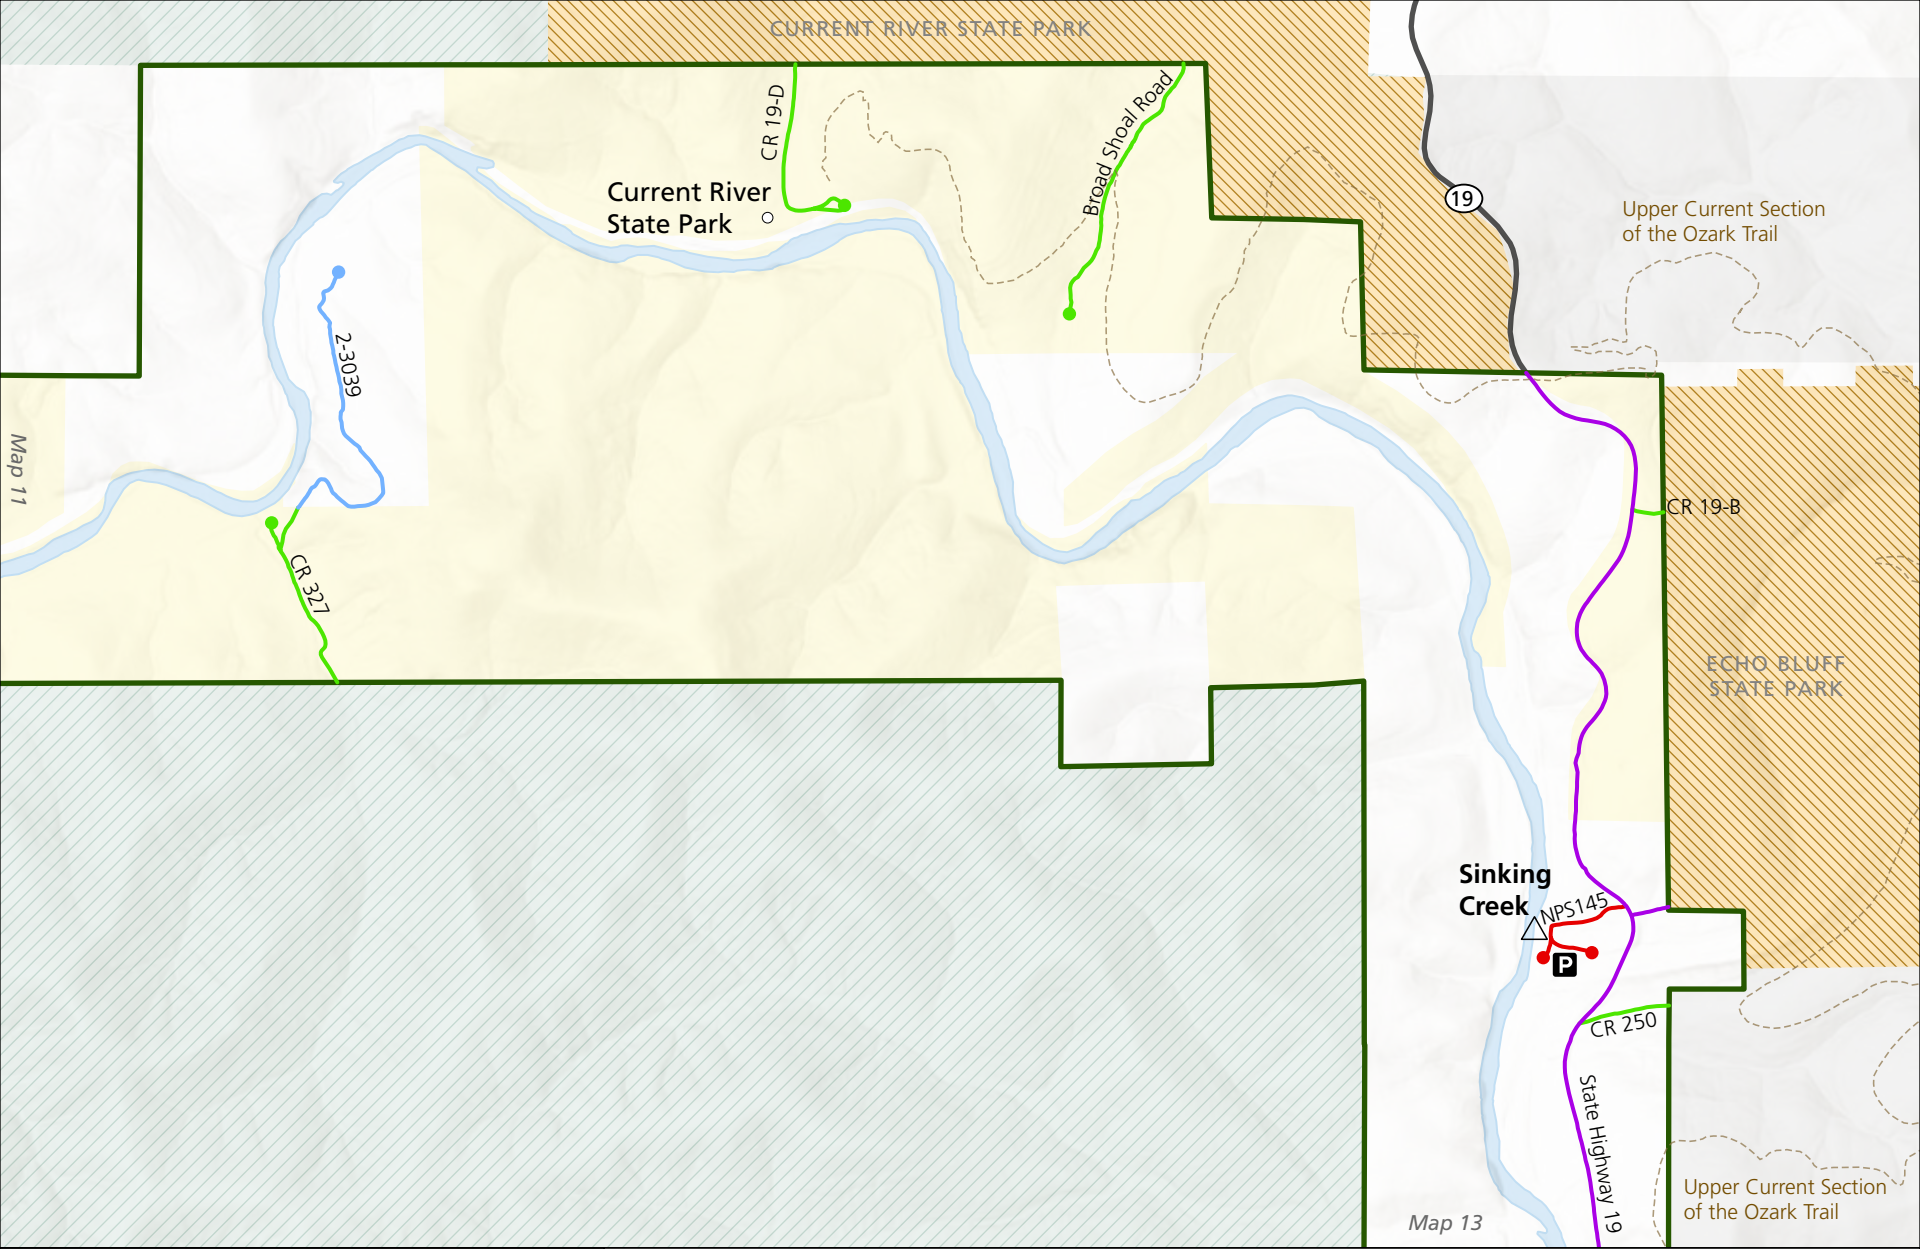 CURRENT RIVER STATE PARK
CR 19-D
Broad Shoal Road
Current River
State Park
19
Upper Current Section
of the Ozark Trail
2-3039
Map 11
CR 19-B
CR 327
ECHO BLUFF
STATE PARK
Sinking
Creek
NPS145
P
CR 250
State Highway 19
Upper Current Section
of the Ozark Trail
Map 13